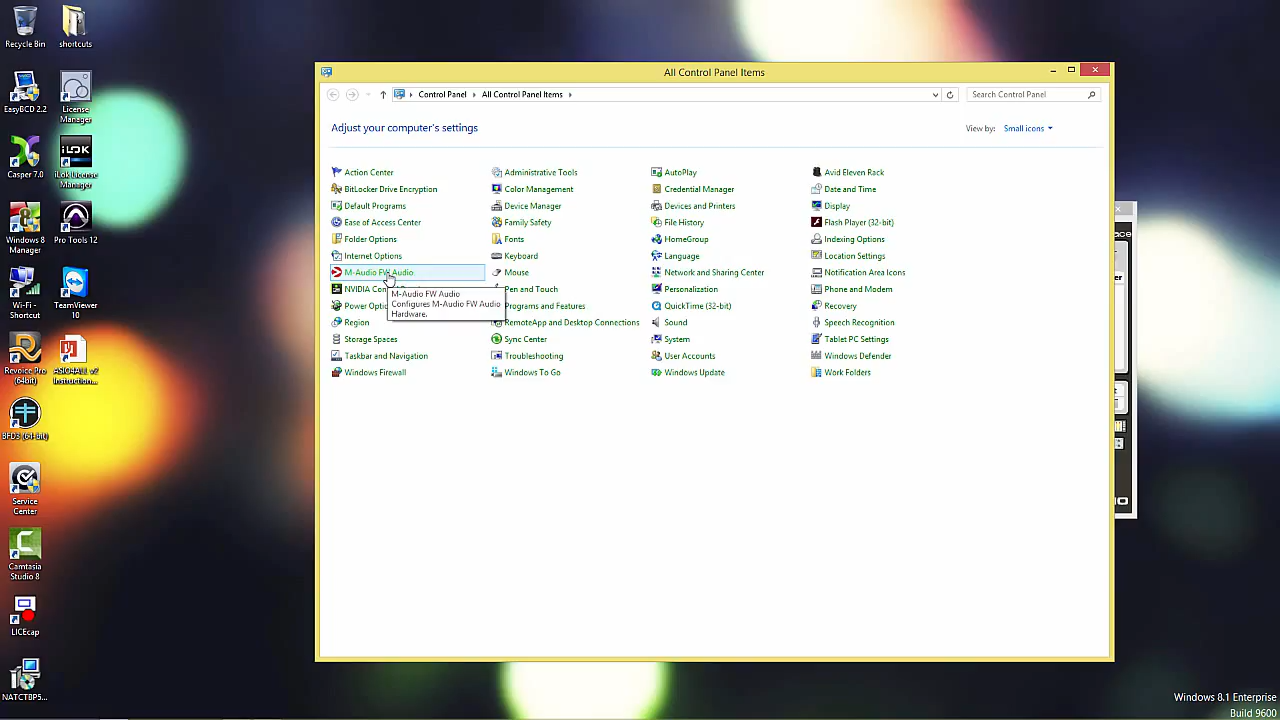 Recycle Bin
shortcuts
EasyBCD 2.2
License
Manager
Casper 7.0
iLOK
iLok License
Manager
Windows 8
Manager
Pro Tools 12
Wi-Fi -
Shortcut
TeamViewer
10
Revoice Pro
(64bit)
ASIO4ALL v2
Instruction...
BFD3 (64-bit)
Service
Center
Camtasia
Studio 8
LICEcap
NATCTBP5...
All Control Panel Items
Control Panel
All Control Panel Items
Search Control Panel
Adjust your computer's settings
View by: Small icons
Action Center
Administrative Tools
AutoPlay
Avid Eleven Rack
BitLocker Drive Encryption
Color Management
Credential Manager
Date and Time
Default Programs
Device Manager
Devices and Printers
Display
Ease of Access Center
Family Safety
File History
Flash Player (32-bit)
Folder Options
Fonts
HomeGroup
Indexing Options
Internet Options
Keyboard
Language
Location Settings
M-Audio FW Audio
Mouse
Network and Sharing Center
Notification Area Icons
NVIDIA
Pen and Touch
Personalization
Phone and Modem
Power
Programs and Features
QuickTime (32-bit)
Recovery
Region
RemoteApp and Desktop Connections
Sound
Speech Recognition
Storage Spaces
Sync Center
System
Tablet PC Settings
Taskbar and Navigation
Troubleshooting
User Accounts
Windows Defender
Windows Firewall
Windows To Go
Windows Update
Work Folders
M-Audio FW Audio
Configures M-Audio FW Audio
Hardware.
Windows 8.1 Enterprise
Build 9600